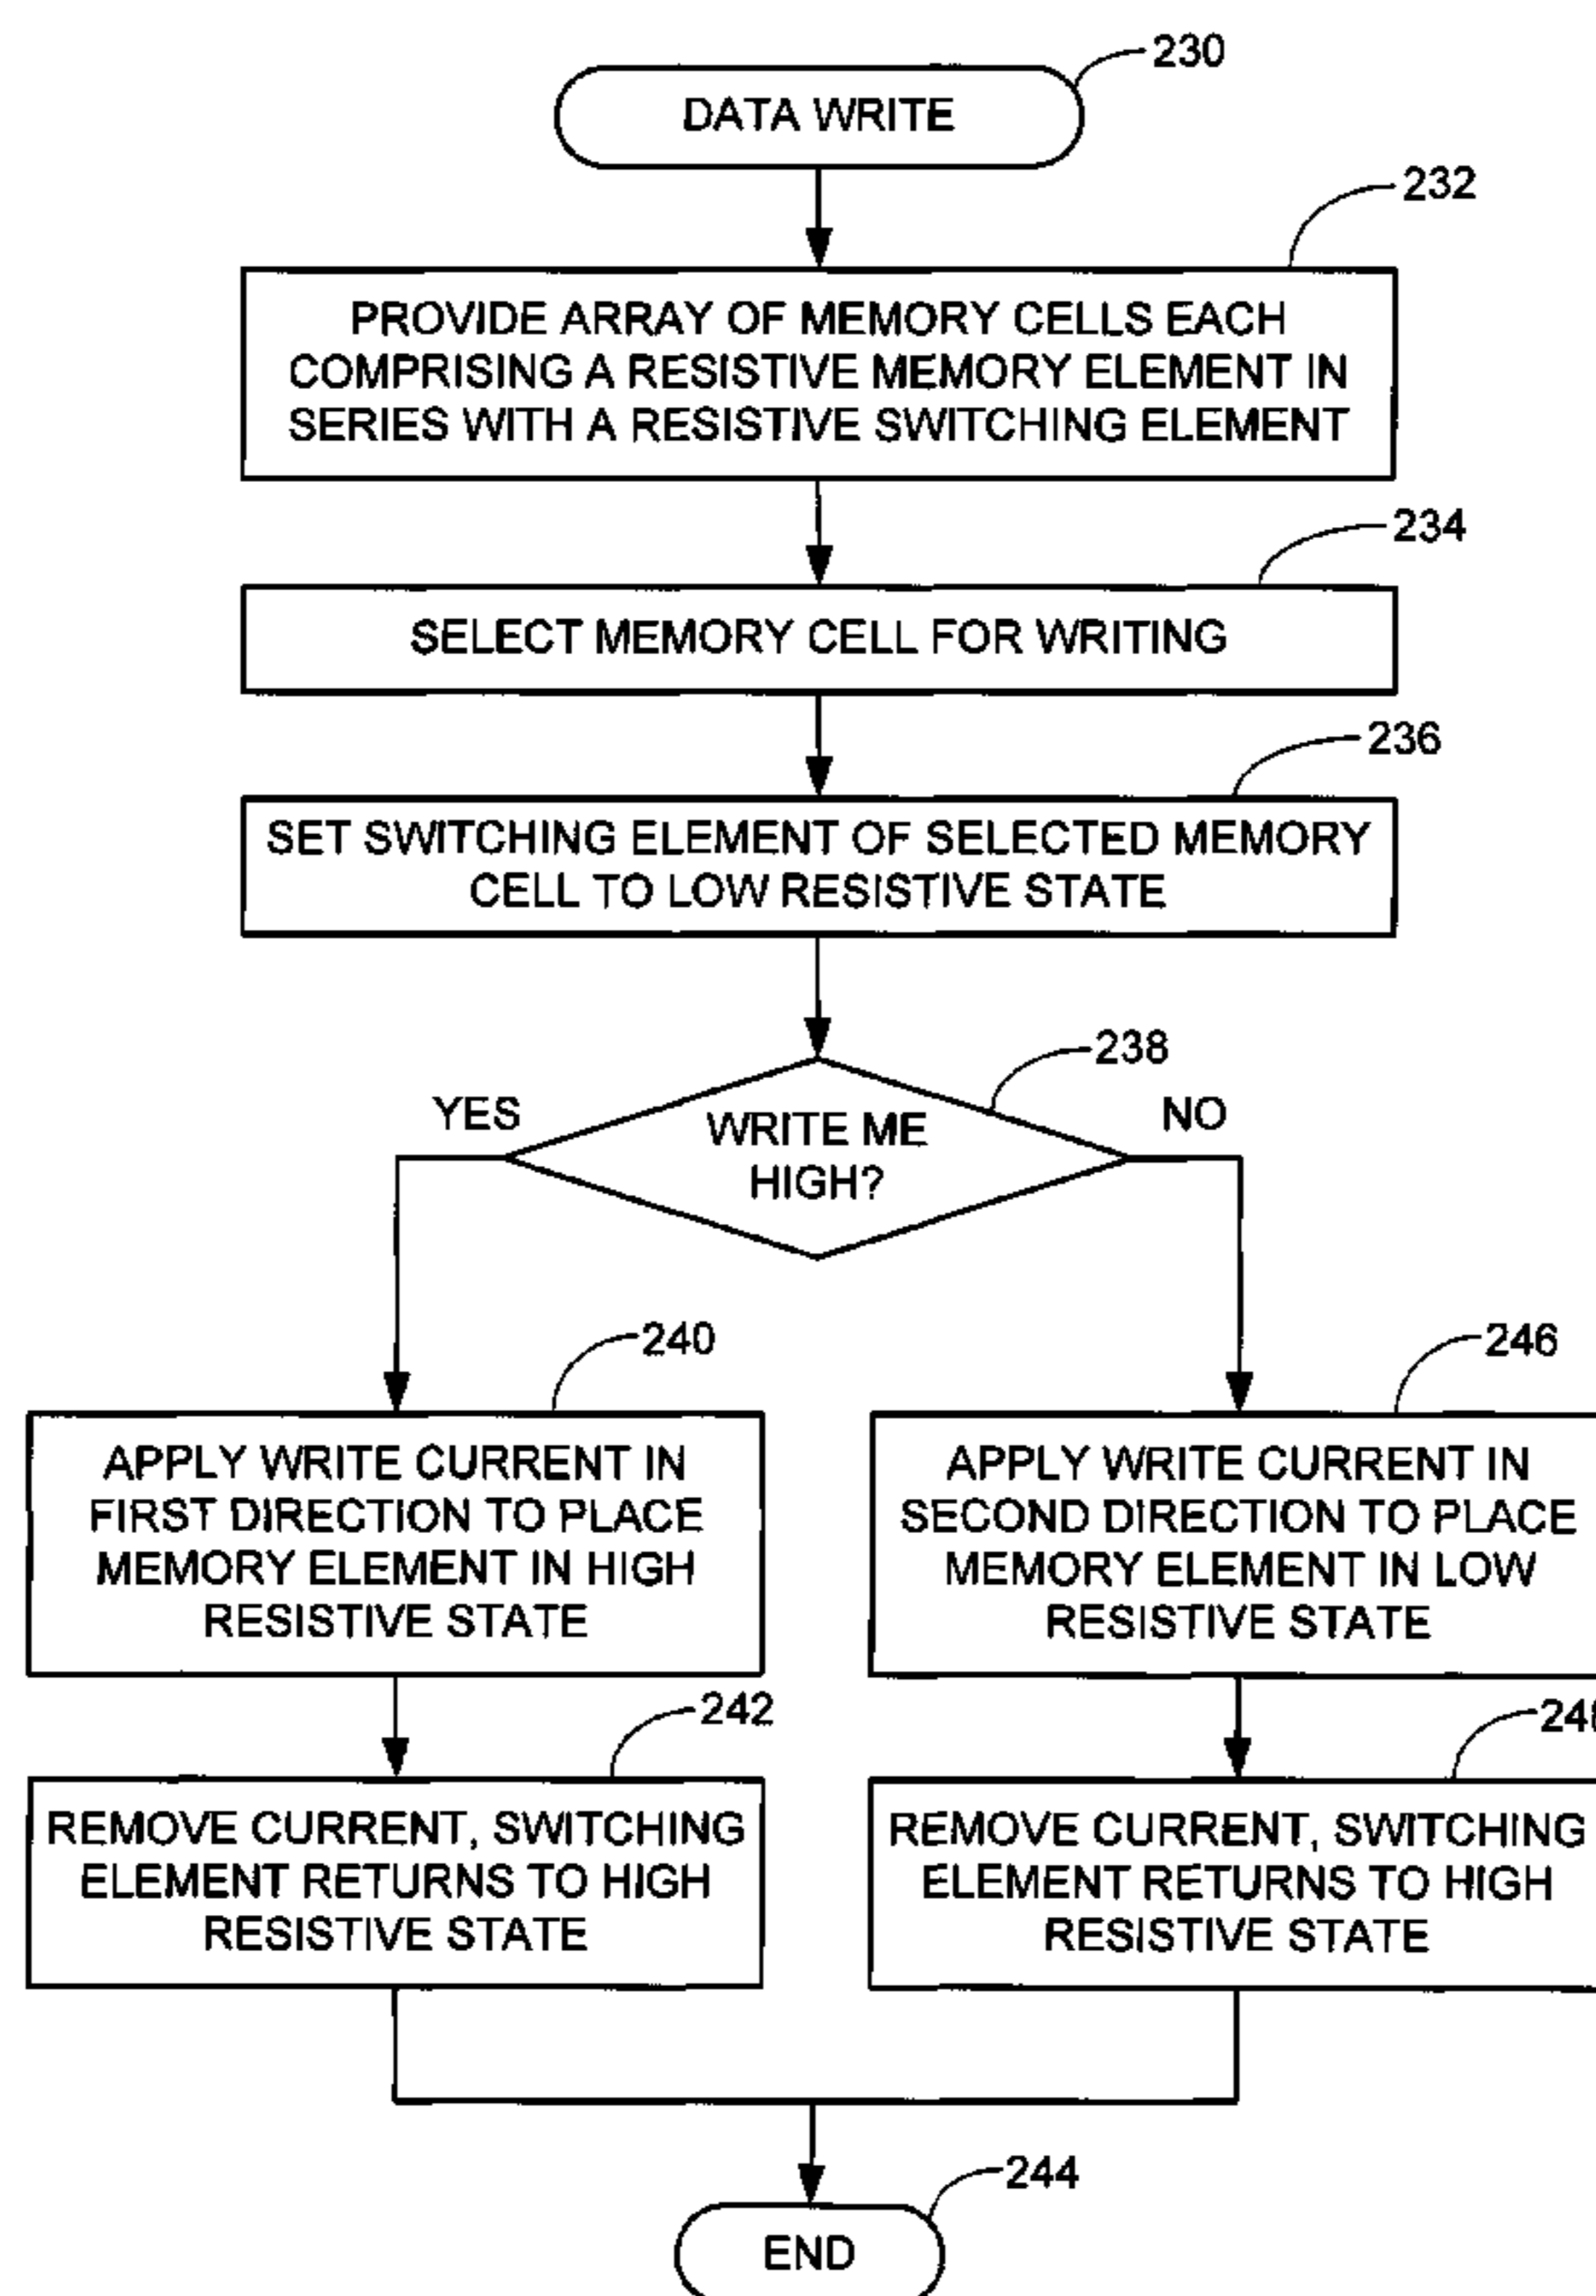 230
DATA WRITE
232
PROVIDE ARRAY OF MEMORY CELLS EACH
COMPRISING A RESISTIVE MEMORY ELEMENT IN
SERIES WITH A RESISTIVE SWITCHING ELEMENT
234
SELECT MEMORY CELL FOR WRITING
236
SET SWITCHING ELEMENT OF SELECTED MEMORY
CELL TO LOW RESISTIVE STATE
238
YES
WRITE ME
HIGH?
NO
240
APPLY WRITE CURRENT IN
FIRST DIRECTION TO PLACE
MEMORY ELEMENT IN HIGH
RESISTIVE STATE
246
APPLY WRITE CURRENT IN
SECOND DIRECTION TO PLACE
MEMORY ELEMENT IN LOW
RESISTIVE STATE
242
REMOVE CURRENT, SWITCHING
ELEMENT RETURNS TO HIGH
RESISTIVE STATE
REMOVE CURRENT, SWITCHING
ELEMENT RETURNS TO HIGH
RESISTIVE STATE
244
END